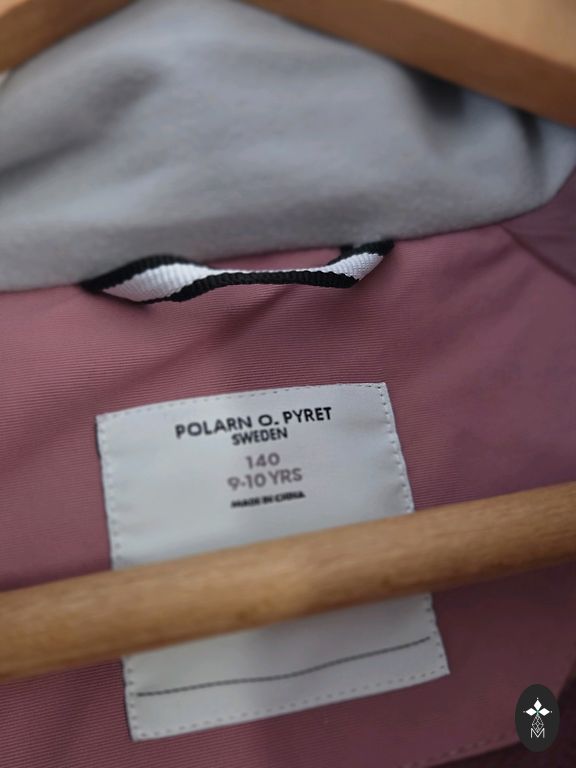 POLARN O. PYRET
SWEDEN
140
9-10 YRS
MADE IN CHINA
M